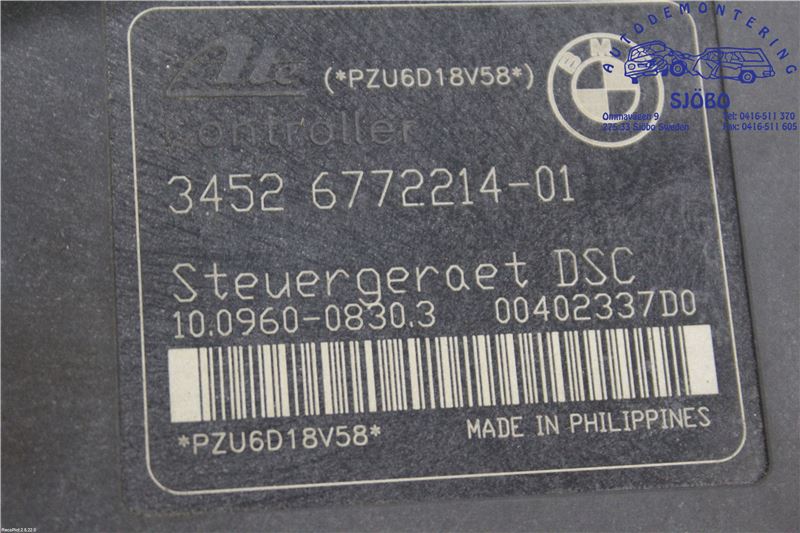 Ate (*PZU6D18V58*)
BMW
AUTODEMONTERING
SJÖBO
Ommavägen 9
275 33 Sjöbo Sweden
Tel: 0416-511 370
Fax: 0416-511 605
3452 6772214-01
Steuergeraet DSC
10.0960-0830.3 00402337D0
*PZU6D18V58*
MADE IN PHILIPPINES